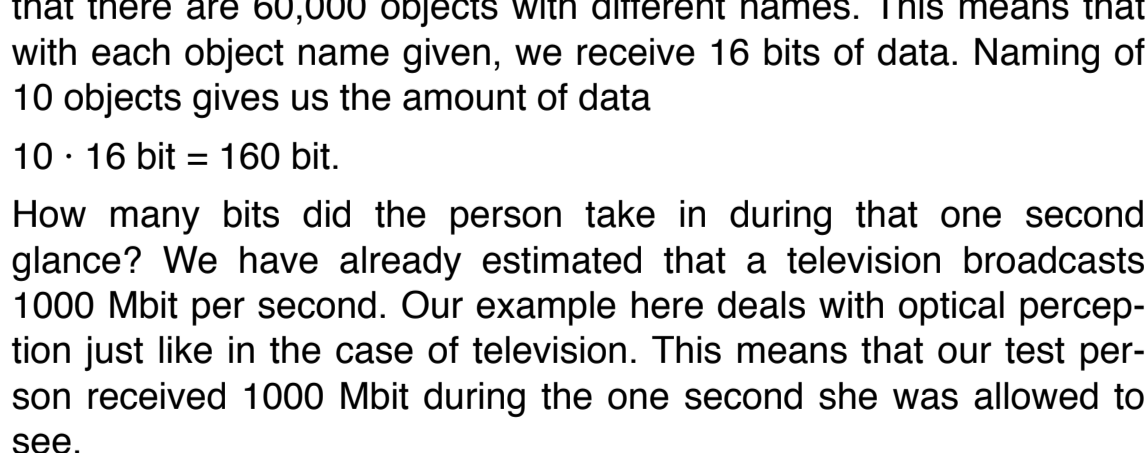 that there are 60,000 objects with different names. This means that
with each object name given, we receive 16 bits of data. Naming of
10 objects gives us the amount of data
10 · 16 bit = 160 bit.
How many bits did the person take in during that one second
glance? We have already estimated that a television broadcasts
1000 Mbit per second. Our example here deals with optical percep-
tion just like in the case of television. This means that our test per-
son received 1000 Mbit during the one second she was allowed to
see.